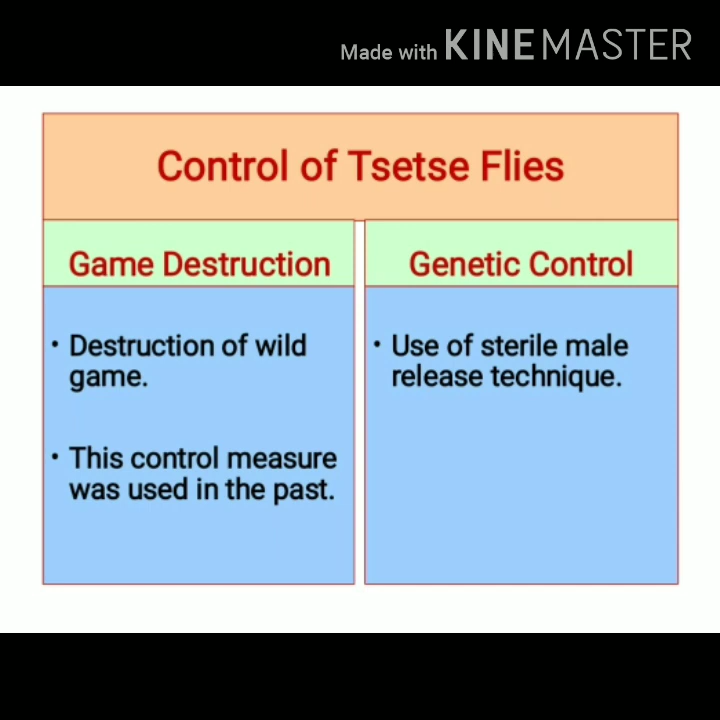 Made with KINEMASTER
Control of Tsetse Flies
Game Destruction
Genetic Control
• Destruction of wild
game.
• This control measure
was used in the past.
• Use of sterile male
release technique.